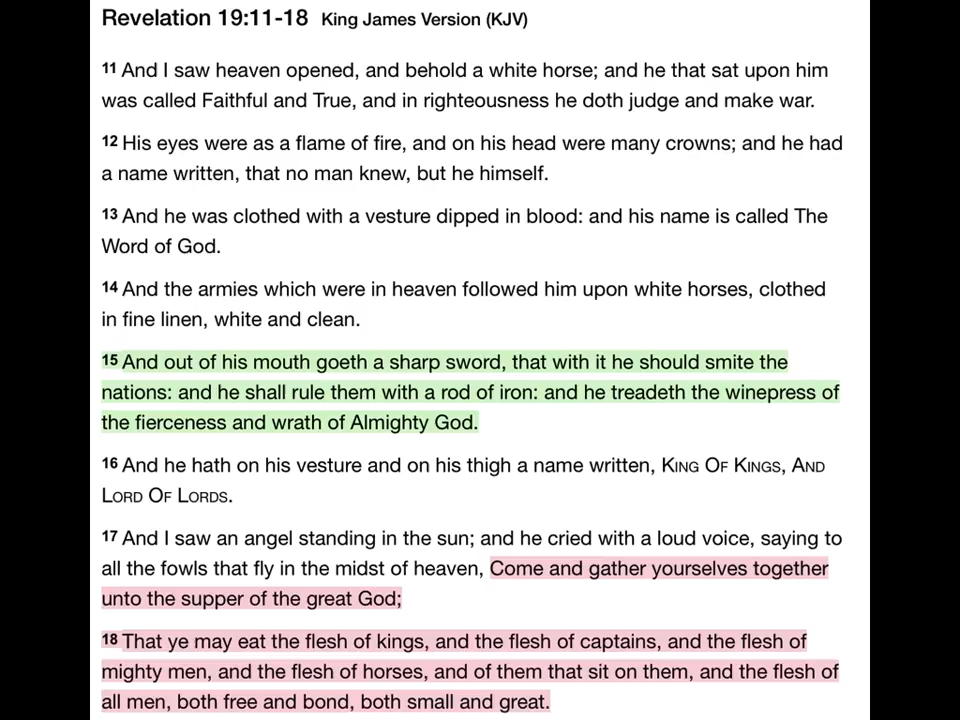 Revelation 19:11-18 King James Version (KJV)
11 And I saw heaven opened, and behold a white horse; and he that sat upon him
was called Faithful and True, and in righteousness he doth judge and make war.
12 His eyes were as a flame of fire, and on his head were many crowns; and he had
a name written, that no man knew, but he himself.
13 And he was clothed with a vesture dipped in blood: and his name is called The
Word of God.
14 And the armies which were in heaven followed him upon white horses, clothed
in fine linen, white and clean.
15 And out of his mouth goeth a sharp sword, that with it he should smite the
nations: and he shall rule them with a rod of iron: and he treadeth the winepress of
the fierceness and wrath of Almighty God.
16 And he hath on his vesture and on his thigh a name written, King Of Kings, And
Lord Of Lords.
17 And I saw an angel standing in the sun; and he cried with a loud voice, saying to
all the fowls that fly in the midst of heaven, Come and gather yourselves together
unto the supper of the great God;
18 That ye may eat the flesh of kings, and the flesh of captains, and the flesh of
mighty men, and the flesh of horses, and of them that sit on them, and the flesh of
all men, both free and bond, both small and great.